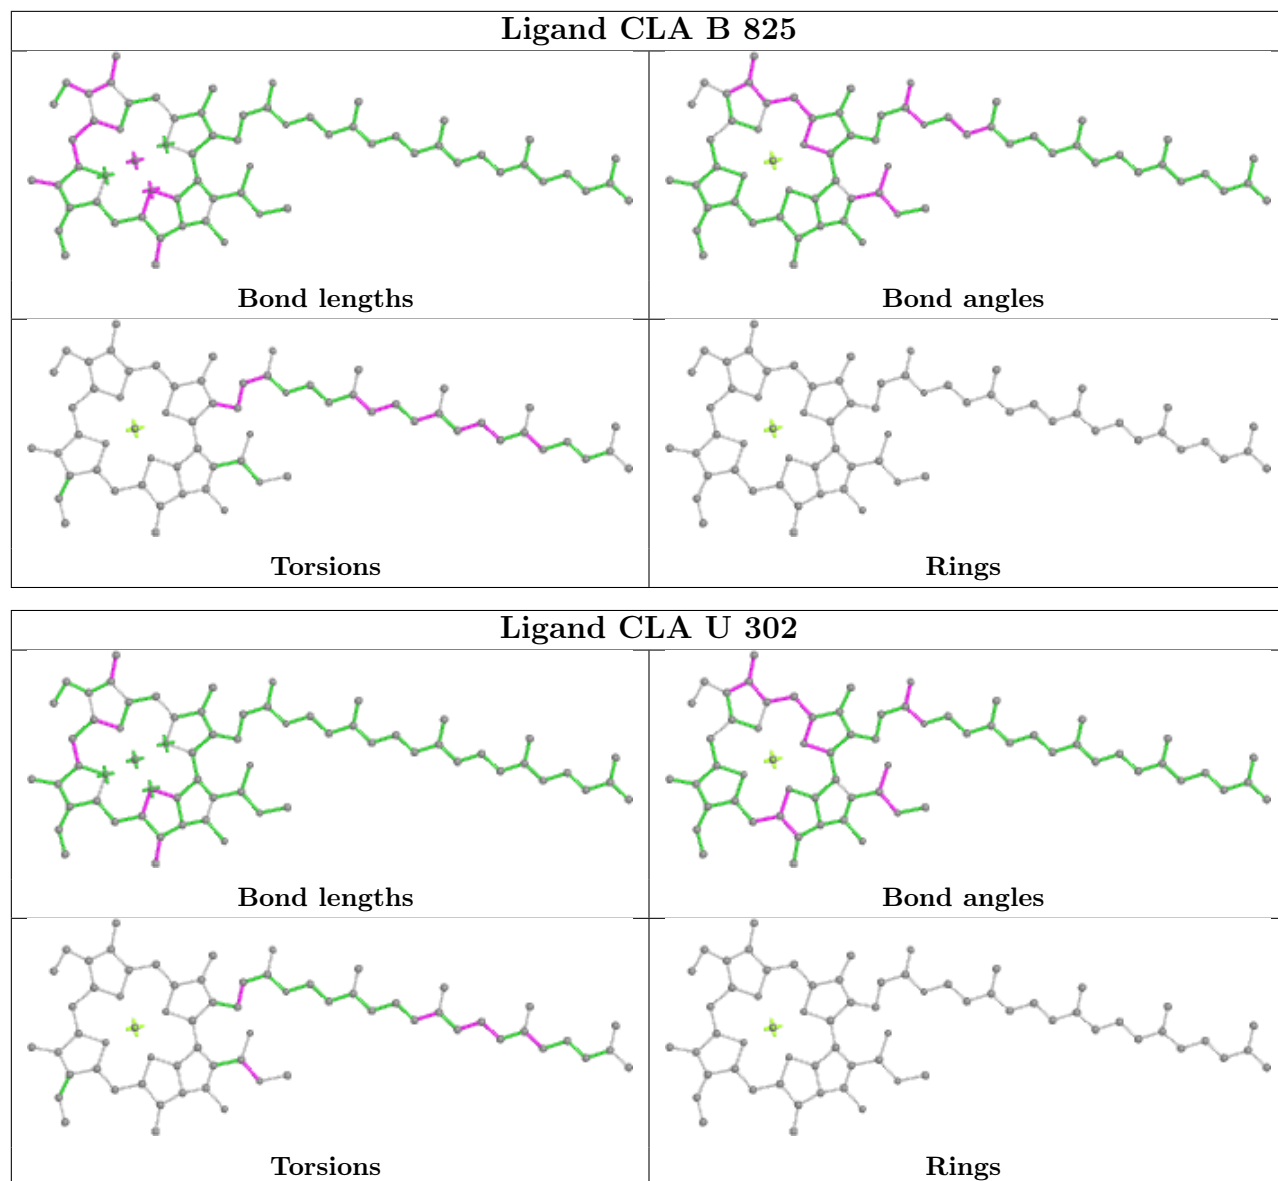 Ligand CLA B 825
Bond lengths
Bond angles
Torsions
Rings
Ligand CLA U 302
Bond lengths
Bond angles
Torsions
Rings